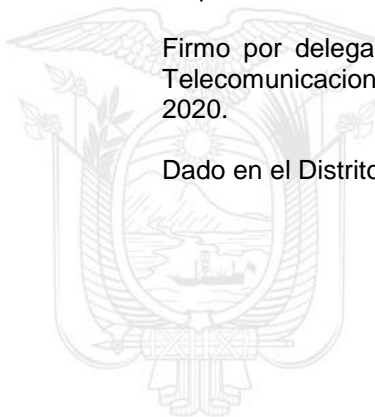 Firmo por delega
Telecomunicacion
2020.
Dado en el Distrito